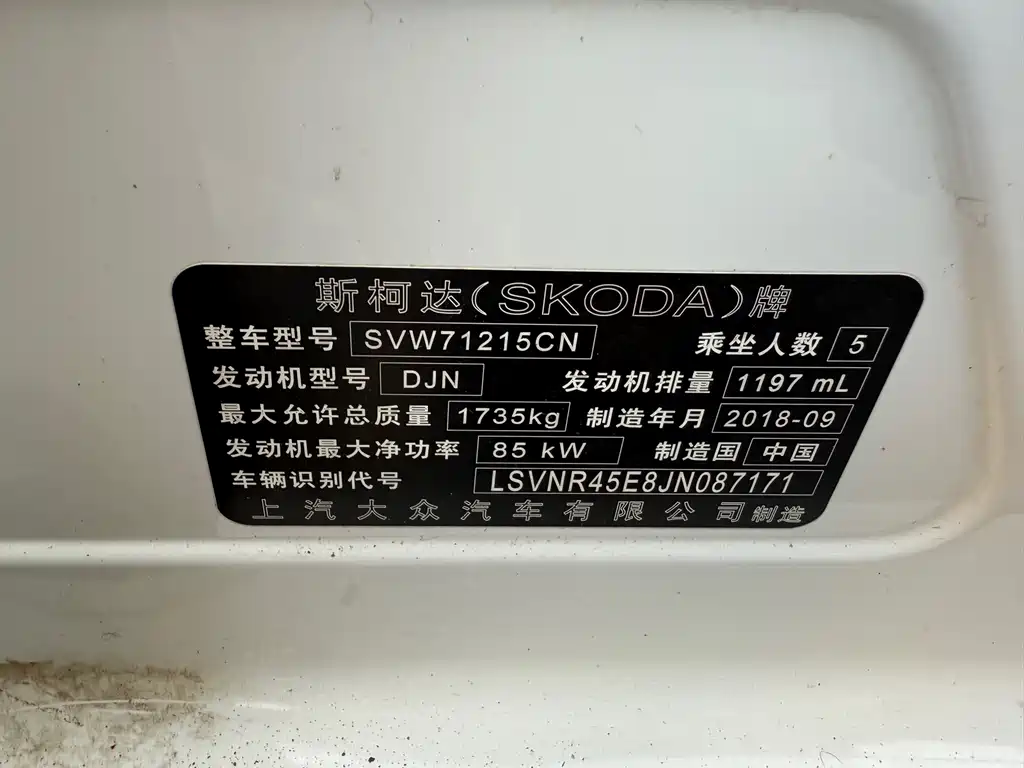 斯柯达(SKODA)牌
整车型号 SVW71215CN 乘坐人数 5
发动机型号 DJN 发动机排量 1197 mL
最大允许总质量 1735kg 制造年月 2018-09
发动机最大净功率 85 kW 制造国 中国
车辆识别代号 LSVNR45E8JN087171
上汽大众汽车有限公司制造